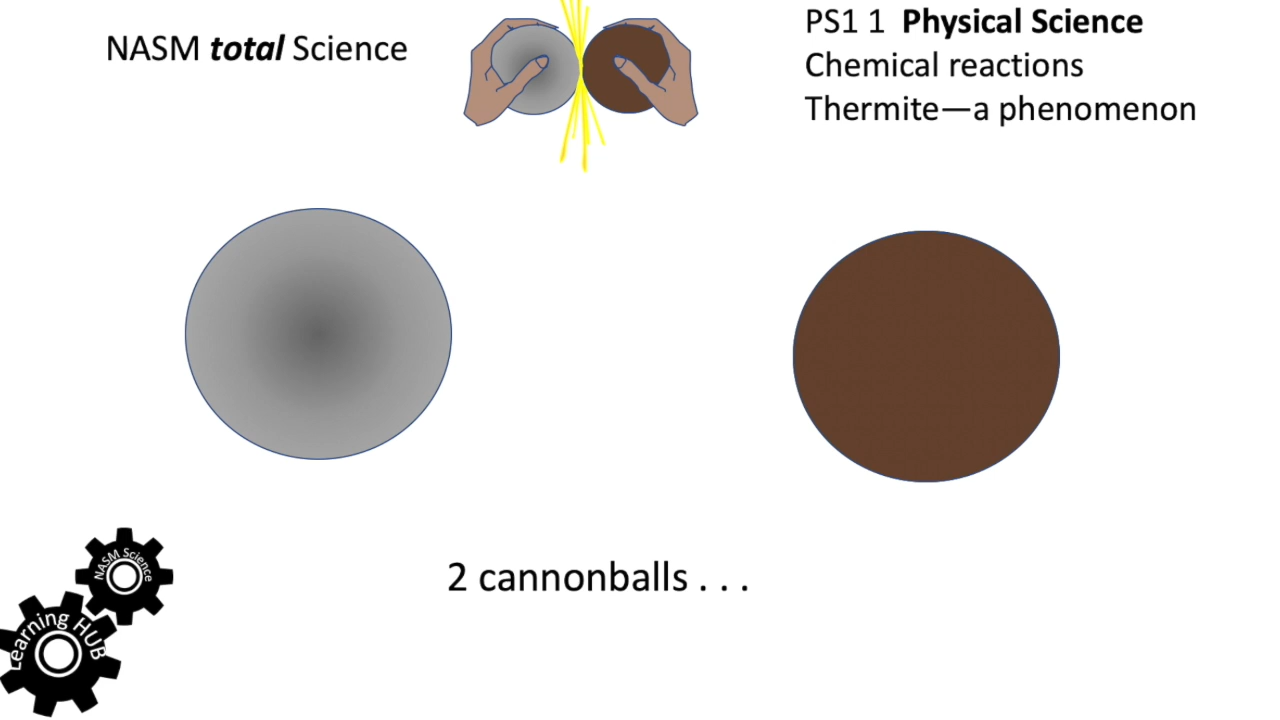 NASM total Science
PS1 1 Physical Science
Chemical reactions
Thermite—a phenomenon
2 cannonballs . . .
NASM Science
Learning HUB